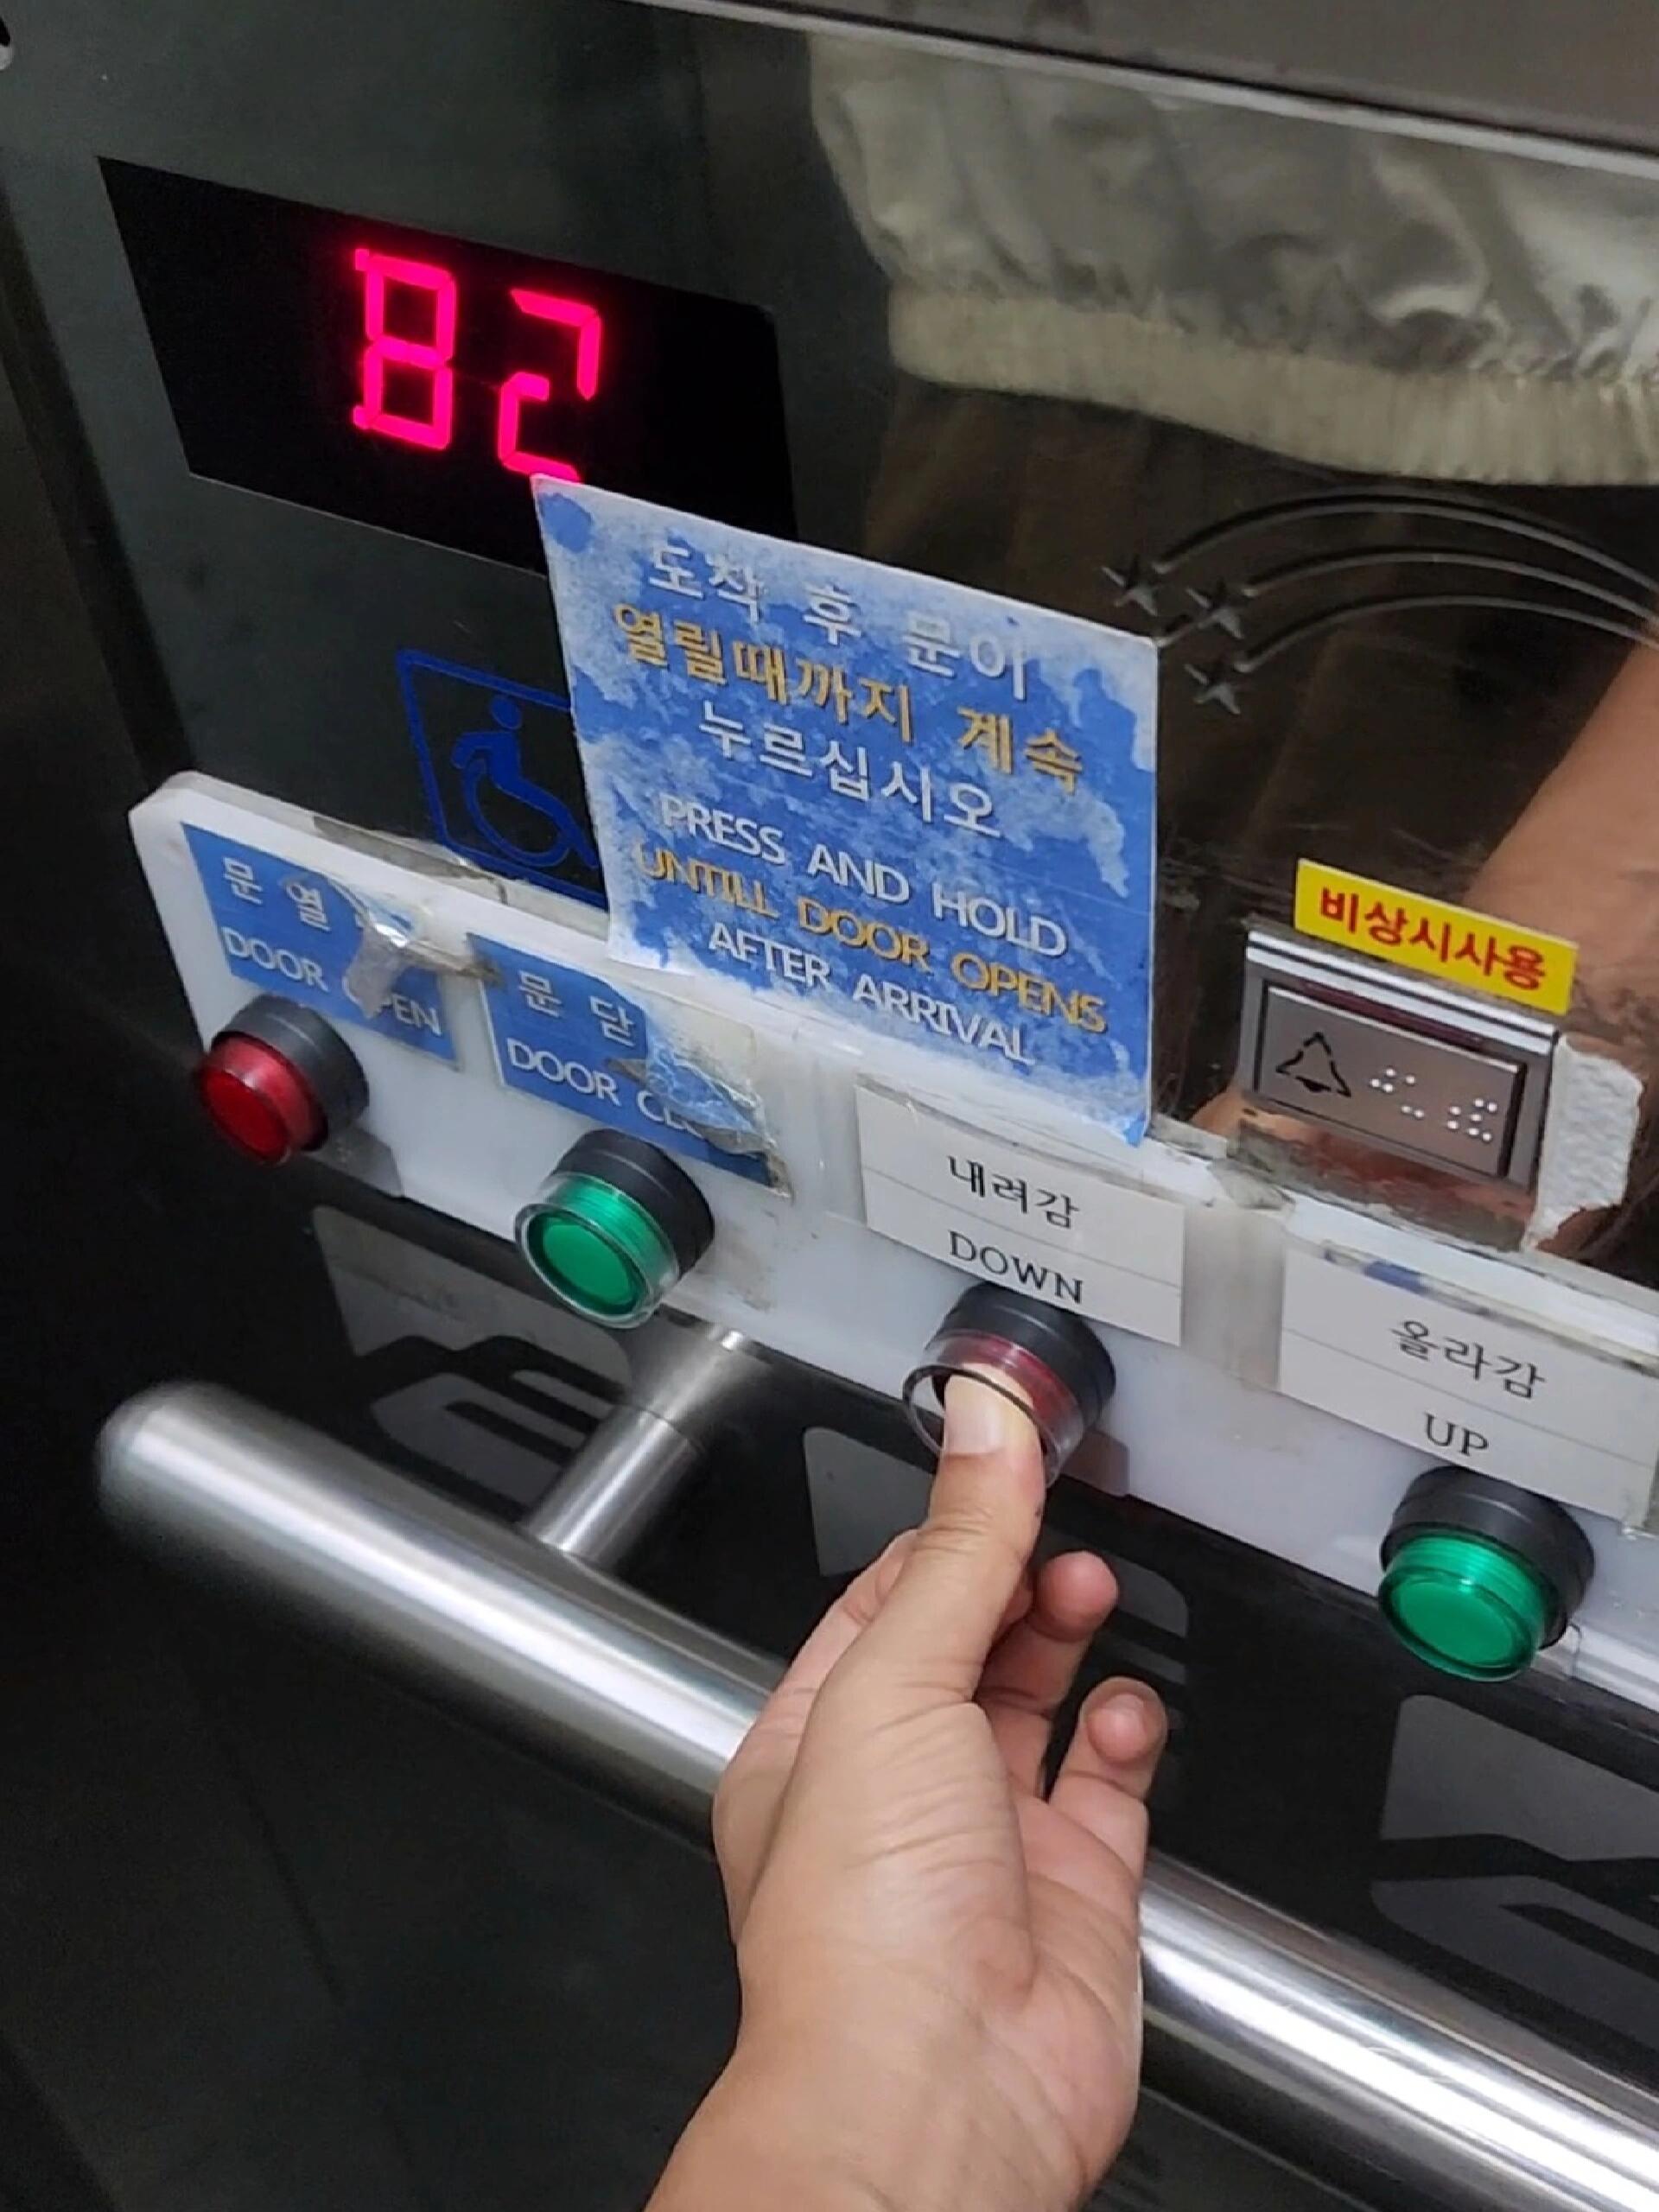 B2
도착 후 문이
열릴때까지 계속
누르십시오
PRESS AND HOLD
UNTILL DOOR OPENS
AFTER ARRIVAL
비상시사용
문 열
DOOR OPEN
문 닫
DOOR
내려감
DOWN
올라감
UP